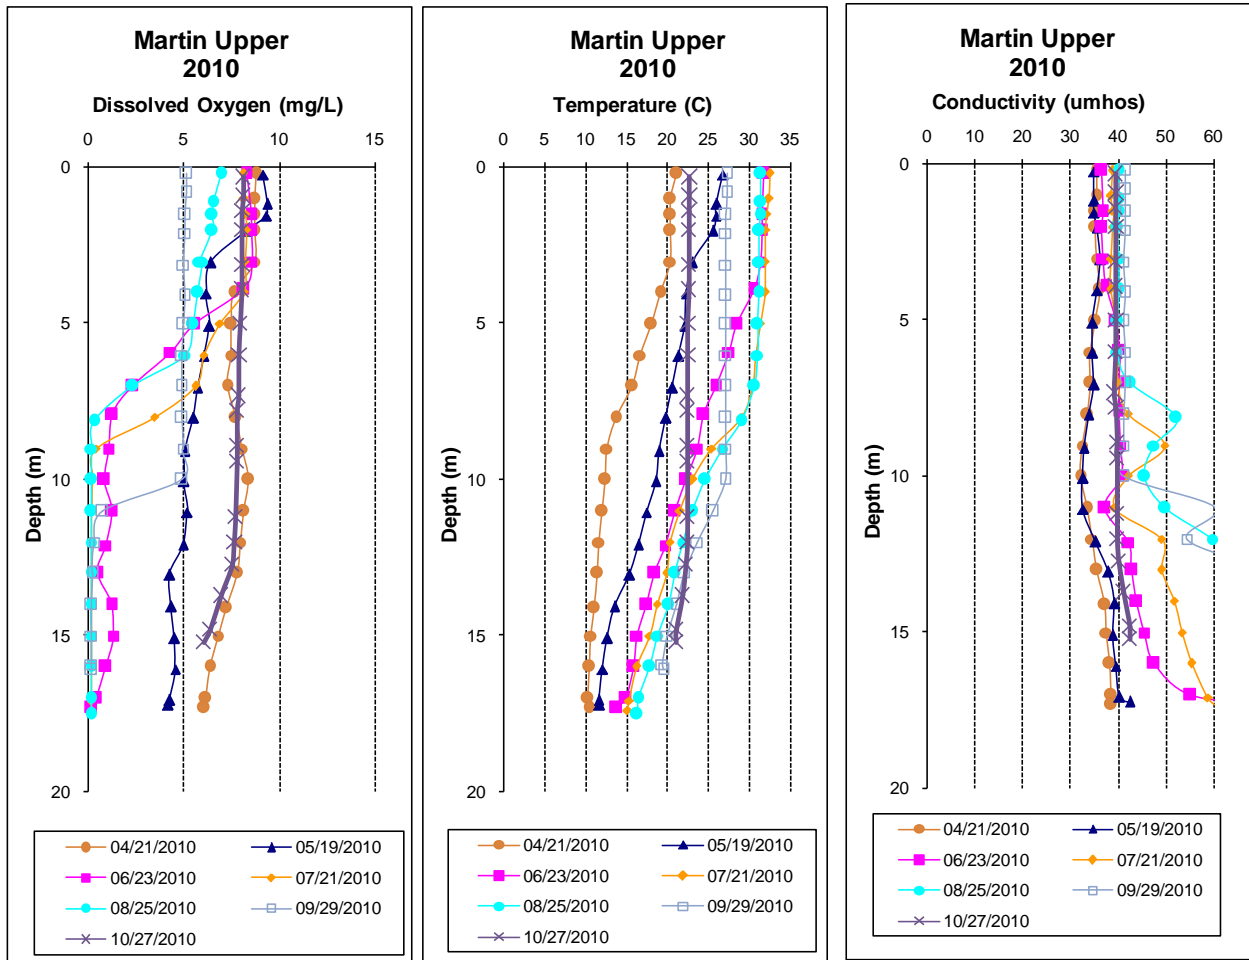 Martin Upper
2010
Dissolved Oxygen (mg/L)
0 5 10 15
0
5
10
15
20
Depth (m)
04/21/2010 05/19/2010
06/23/2010 07/21/2010
08/25/2010 09/29/2010
10/27/2010
Martin Upper
2010
Temperature (C)
0 5 10 15 20 25 30 35
0
5
10
15
20
Depth (m)
04/21/2010 05/19/2010
06/23/2010 07/21/2010
08/25/2010 09/29/2010
10/27/2010
Martin Upper
2010
Conductivity (umhos)
0 10 20 30 40 50 60
0
5
10
15
20
Depth (m)
04/21/2010 05/19/2010
06/23/2010 07/21/2010
08/25/2010 09/29/2010
10/27/2010